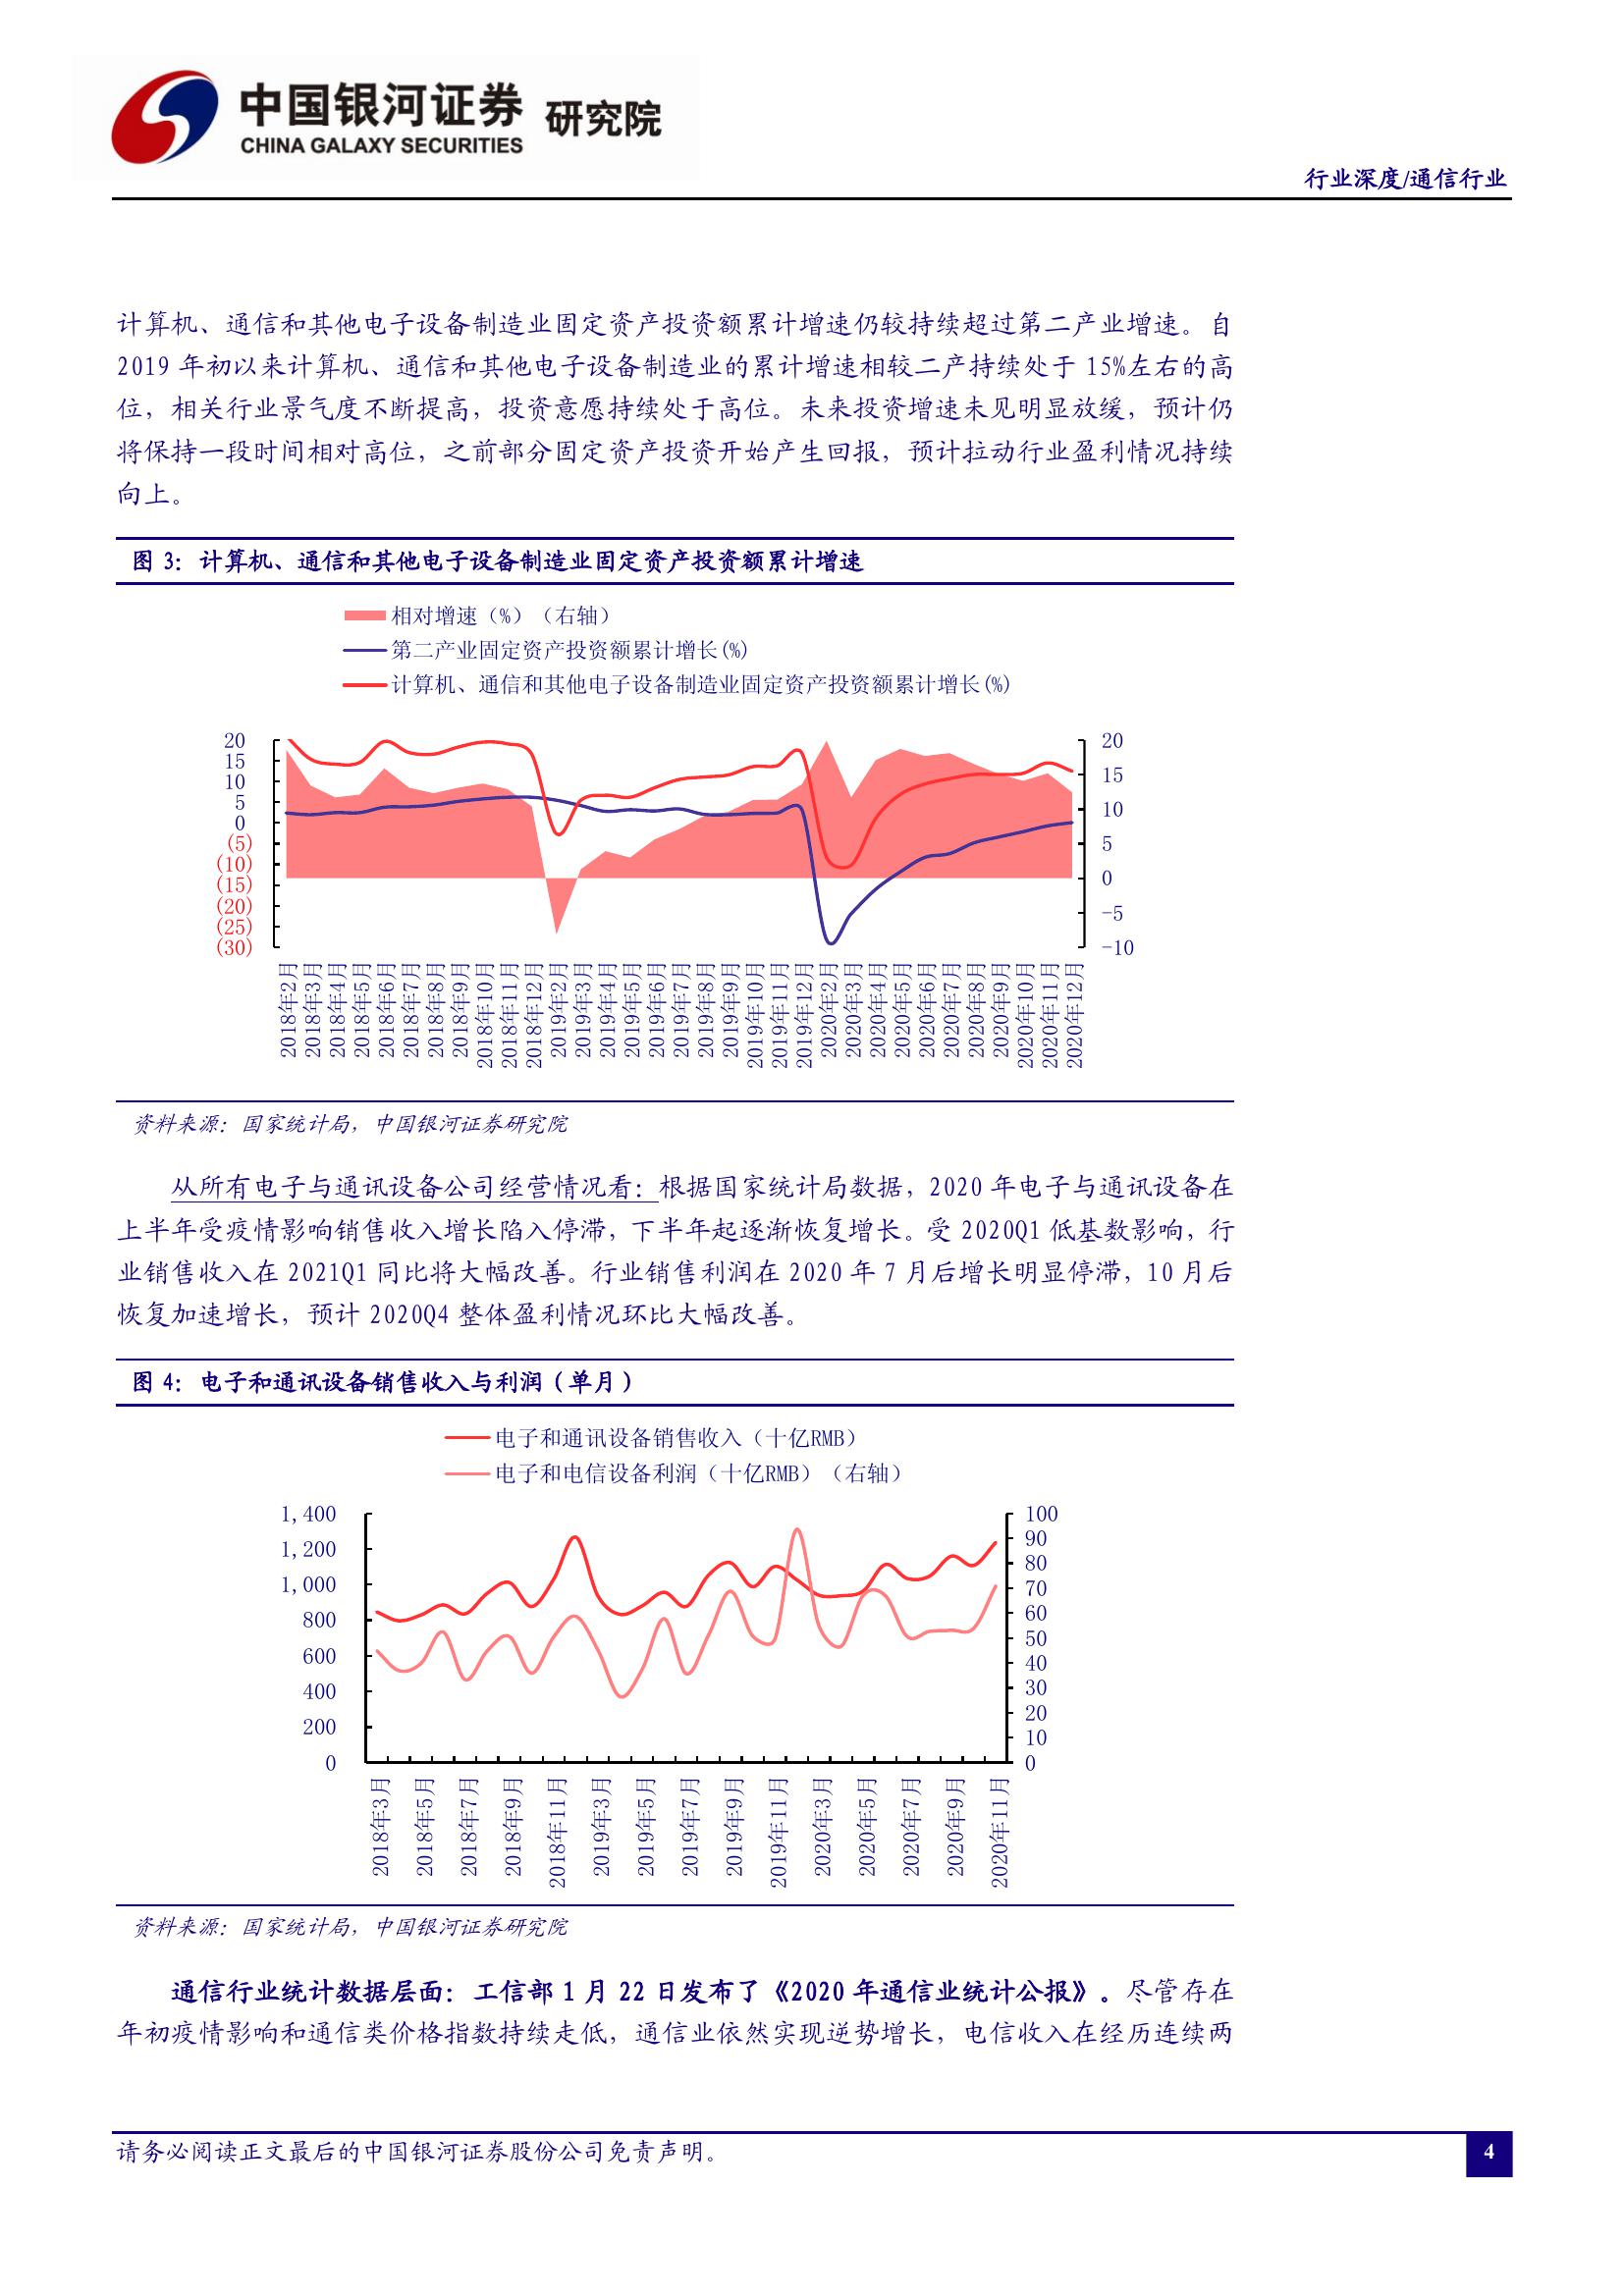 中国银河证券 研究院
CHINA GALAXY SECURITIES
行业深度/通信行业
计算机、通信和其他电子设备制造业固定资产投资额累计增速仍较持续超过第二产业增速。自
2019 年初以来计算机、通信和其他电子设备制造业的累计增速相较二产持续处于 15%左右的高
位，相关行业景气度不断提高，投资意愿持续处于高位。未来投资增速未见明显放缓，预计仍
将保持一段时间相对高位，之前部分固定资产投资开始产生回报，预计拉动行业盈利情况持续
向上。
图 3：计算机、通信和其他电子设备制造业固定资产投资额累计增速
相对增速（%）（右轴）
第二产业固定资产投资额累计增长(%)
计算机、通信和其他电子设备制造业固定资产投资额累计增长(%)
20
15
10
5
0
(5)
(10)
(15)
(20)
(25)
(30)
20
15
10
5
0
-5
-10
2018年2月
2018年3月
2018年4月
2018年5月
2018年6月
2018年7月
2018年8月
2018年9月
2018年10月
2018年11月
2018年12月
2019年2月
2019年3月
2019年4月
2019年5月
2019年6月
2019年7月
2019年8月
2019年9月
2019年10月
2019年11月
2019年12月
2020年2月
2020年3月
2020年4月
2020年5月
2020年6月
2020年7月
2020年8月
2020年9月
2020年10月
2020年11月
2020年12月
资料来源：国家统计局，中国银河证券研究院
从所有电子与通讯设备公司经营情况看：根据国家统计局数据，2020 年电子与通讯设备在
上半年受疫情影响销售收入增长陷入停滞，下半年起逐渐恢复增长。受 2020Q1 低基数影响，行
业销售收入在 2021Q1 同比将大幅改善。行业销售利润在 2020 年 7 月后增长明显停滞，10 月后
恢复加速增长，预计 2020Q4 整体盈利情况环比大幅改善。
图 4：电子和通讯设备销售收入与利润（单月）
电子和通讯设备销售收入（十亿RMB）
电子和电信设备利润（十亿RMB）（右轴）
1,400
1,200
1,000
800
600
400
200
0
100
90
80
70
60
50
40
30
20
10
0
2018年3月
2018年5月
2018年7月
2018年9月
2018年11月
2019年3月
2019年5月
2019年7月
2019年9月
2019年11月
2020年3月
2020年5月
2020年7月
2020年9月
2020年11月
资料来源：国家统计局，中国银河证券研究院
通信行业统计数据层面：工信部 1 月 22 日发布了《2020 年通信业统计公报》。尽管存在
年初疫情影响和通信类价格指数持续走低，通信业依然实现逆势增长，电信收入在经历连续两
请务必阅读正文最后的中国银河证券股份公司免责声明。
4